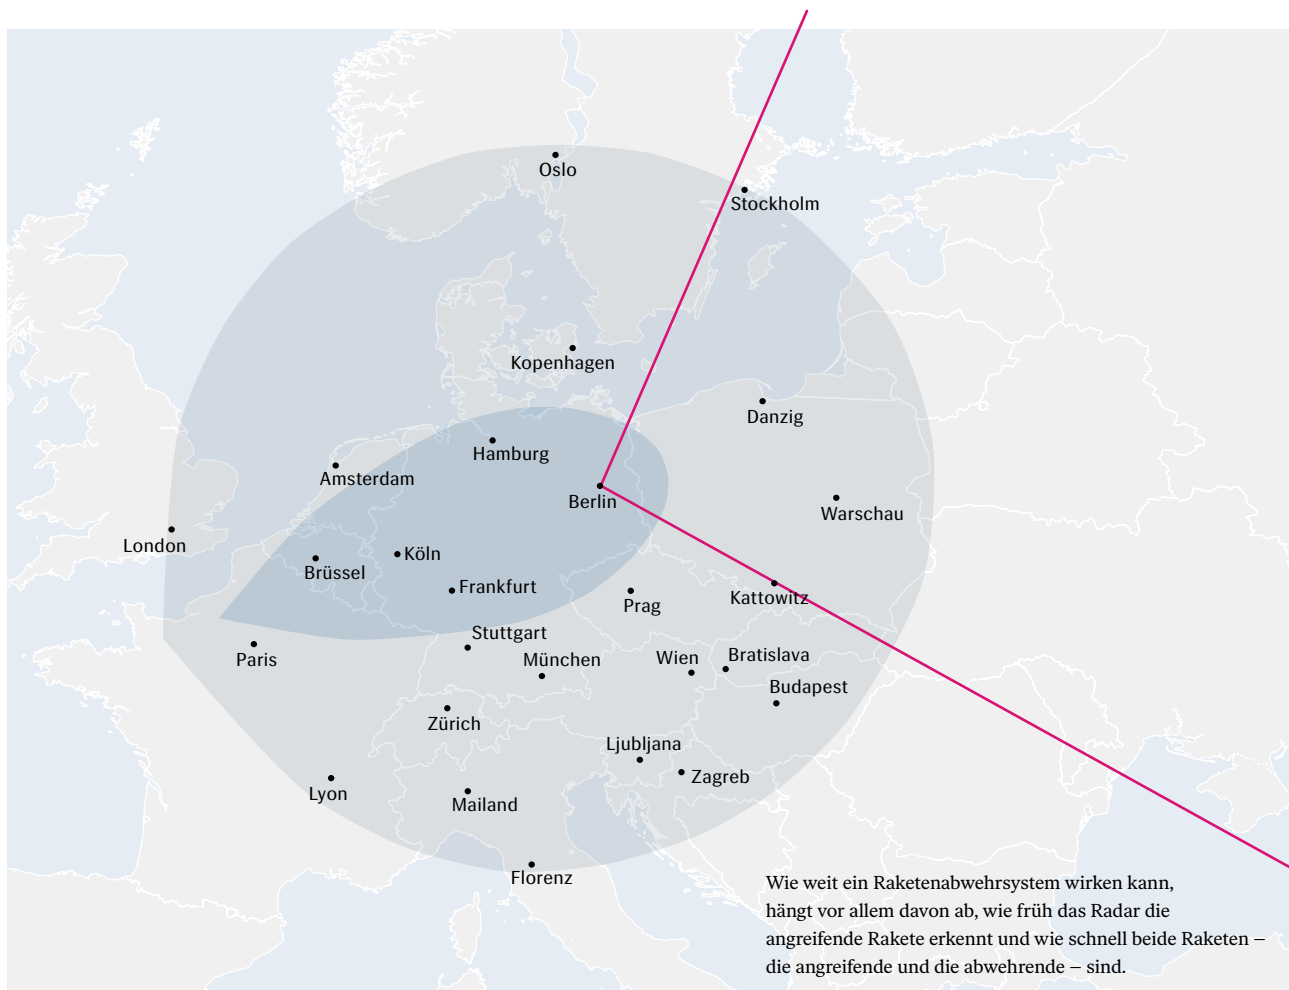 Oslo
Stockholm
Kopenhagen
Danzig
Hamburg
Amsterdam
Berlin
Warschau
London
Köln
Brüssel
Frankfurt
Prag
Kattowitz
Stuttgart
Paris
München
Wien
Bratislava
Budapest
Zürich
Ljubljana
Zagreb
Lyon
Mailand
Florenz
Wie weit ein Raketenabwehrsystem wirken kann,
hängt vor allem davon ab, wie früh das Radar die
angreifende Rakete erkennt und wie schnell beide Raketen –
die angreifende und die abwehrende – sind.